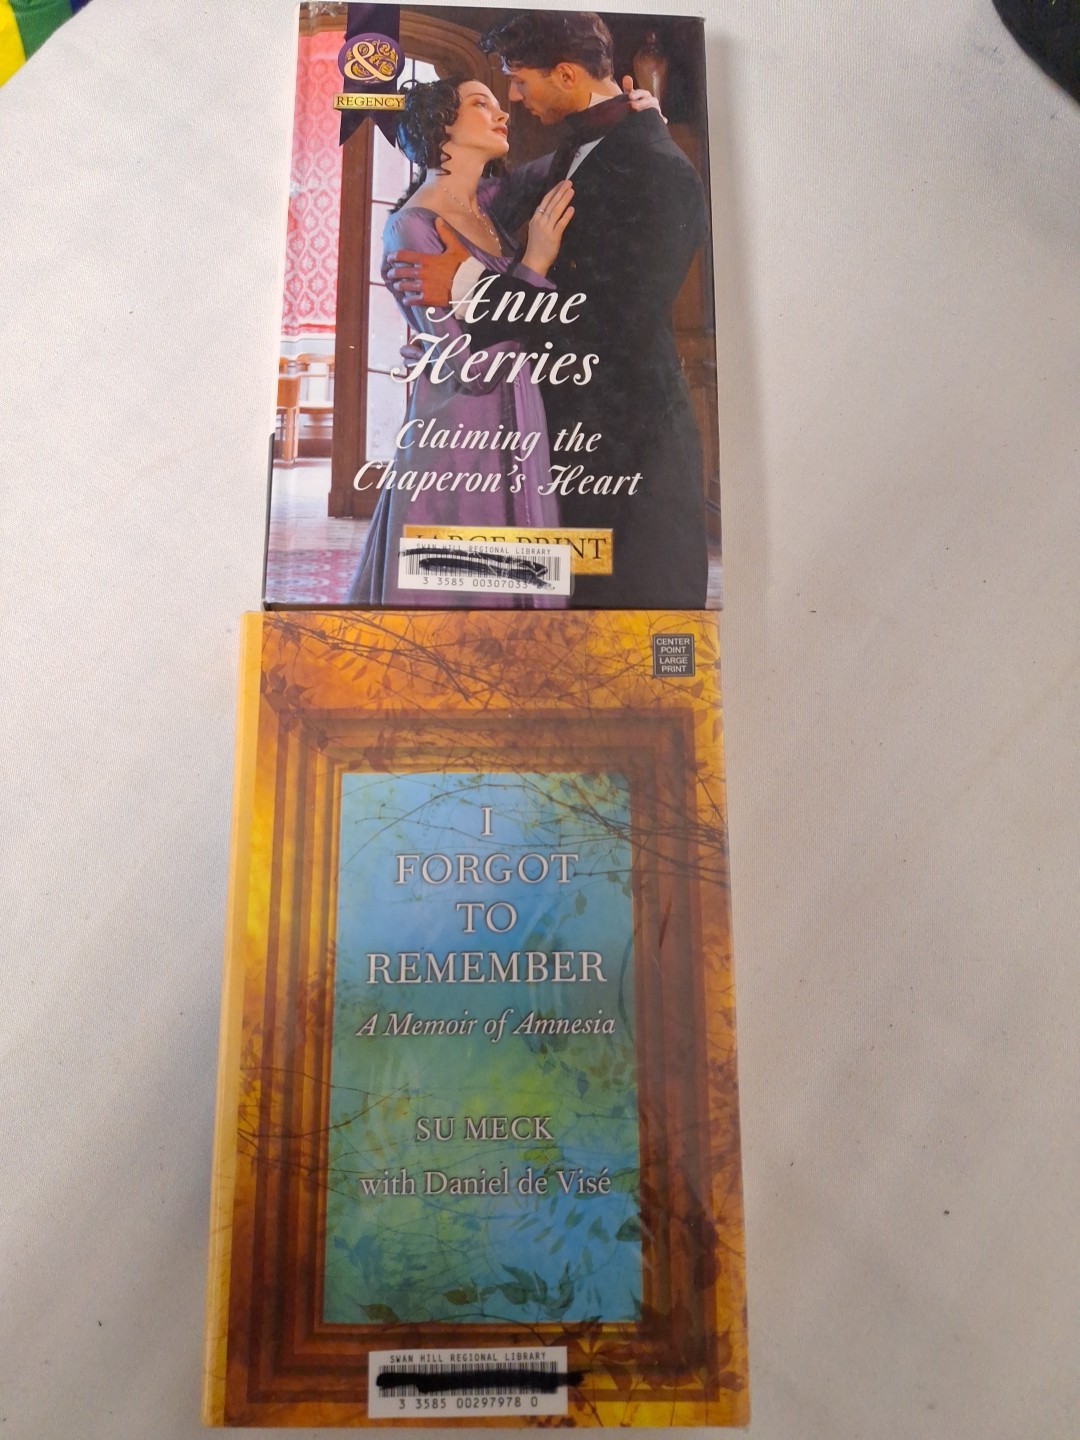 &
REGENCY
Anne
Herries
Claiming the
Chaperon's Heart
LARGE PRINT
SWAN HILL REGIONAL LIBRARY
3 3585 00307033
CENTER
POINT
LARGE
PRINT
I
FORGOT
TO
REMEMBER
A Memoir of Amnesia
SU MECK
with Daniel de Visé
SWAN HILL REGIONAL LIBRARY
3 3585 00297978 0